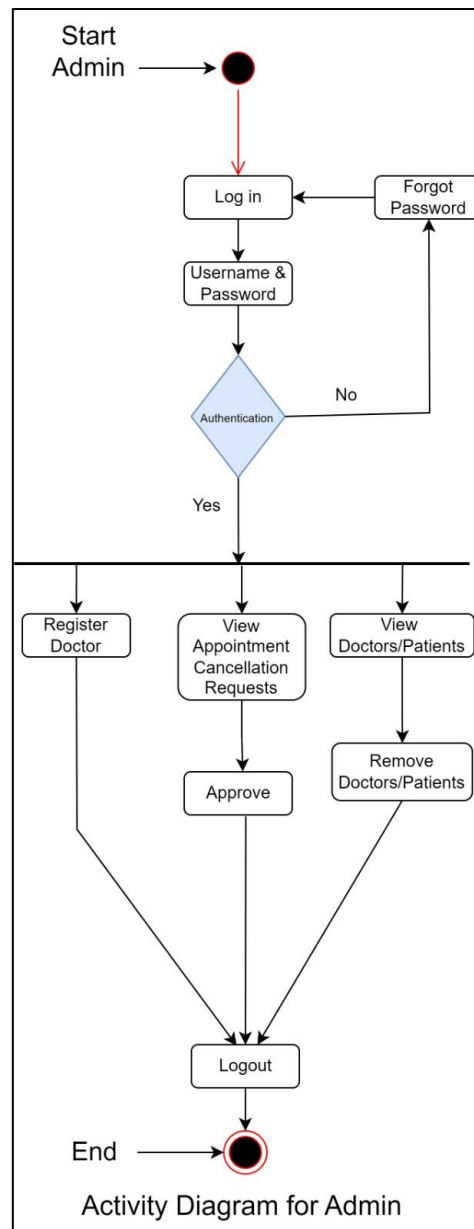 Start
Admin
Log in
Forgot
Password
Username &
Password
Authentication
No
Yes
Register
Doctor
View
Appointment
Cancellation
Requests
View
Doctors/Patients
Approve
Remove
Doctors/Patients
Logout
End
Activity Diagram for Admin